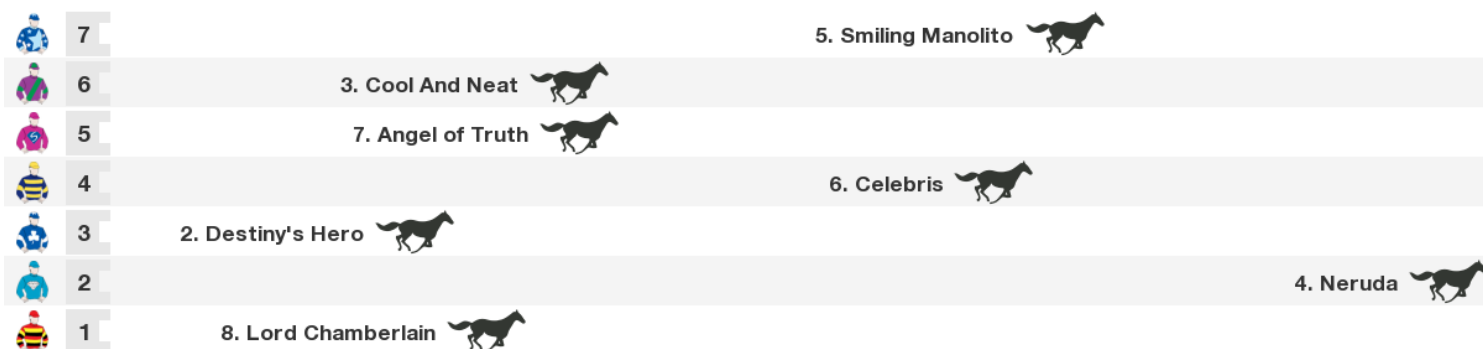 7 5. Smiling Manolito
6 3. Cool And Neat
5 7. Angel of Truth
4 6. Celebris
3 2. Destiny's Hero
2 4. Neruda
1 8. Lord Chamberlain